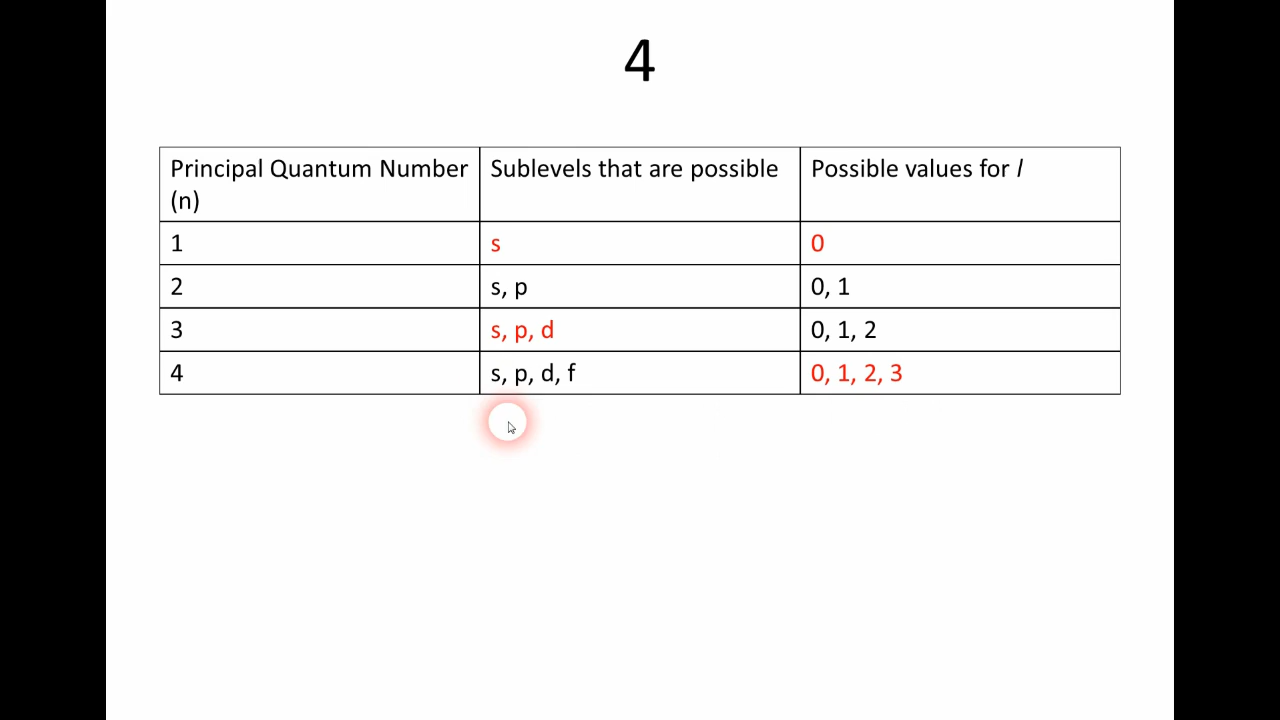 4
Principal Quantum Number
(n)
Sublevels that are possible
Possible values for l
1
s
0
2
s, p
0, 1
3
s, p, d
0, 1, 2
4
s, p, d, f
0, 1, 2, 3